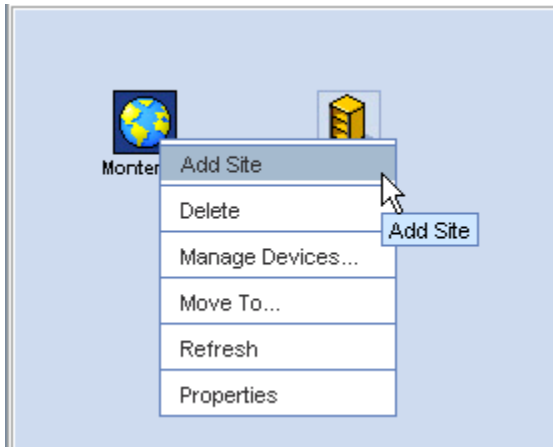 Monter
Add Site
Delete
Add Site
Manage Devices...
Move To...
Refresh
Properties